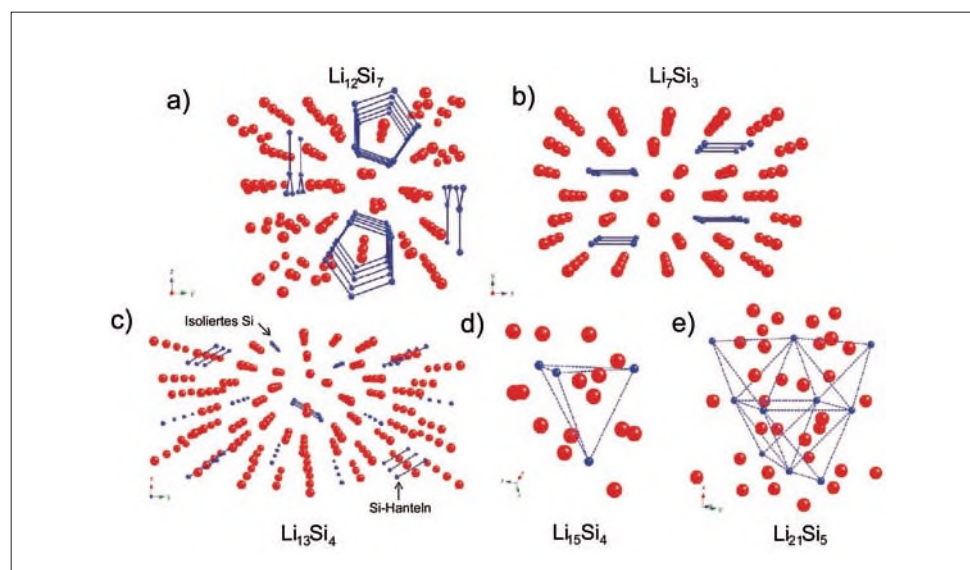 Li12Si7
Li7Si3
a)
b)
c)
Isoliertes Si
d)
e)
Si-Hanteln
Li13Si4
Li15Si4
Li21Si5